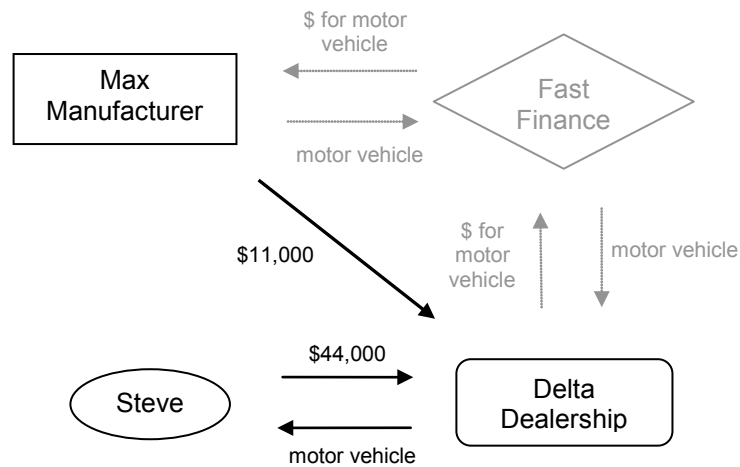 $ for motor
vehicle
Max
Manufacturer
Fast
Finance
motor vehicle
$11,000
$ for
motor
vehicle
motor vehicle
$44,000
Steve
Delta
Dealership
motor vehicle